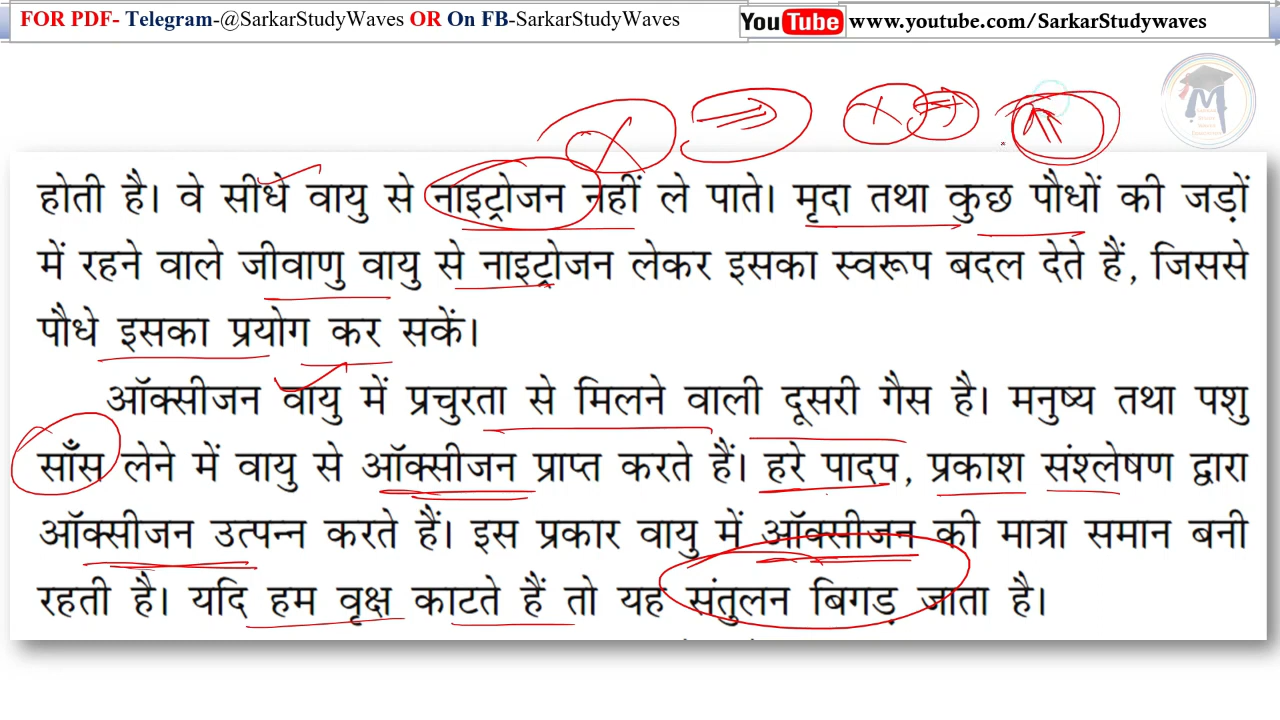 FOR PDF- Telegram-@SarkarStudyWaves OR On FB-SarkarStudyWaves
YouTube www.youtube.com/SarkarStudywaves
होती है। वे सीधे वायु से नाइट्रोजन नहीं ले पाते। मृदा तथा कुछ पौधों की जड़ों
में रहने वाले जीवाणु वायु से नाइट्रोजन लेकर इसका स्वरूप बदल देते हैं, जिससे
पौधे इसका प्रयोग कर सकें।
ऑक्सीजन वायु में प्रचुरता से मिलने वाली दूसरी गैस है। मनुष्य तथा पशु
साँस लेने में वायु से ऑक्सीजन प्राप्त करते हैं। हरे पादप, प्रकाश संश्लेषण द्वारा
ऑक्सीजन उत्पन्न करते हैं। इस प्रकार वायु में ऑक्सीजन की मात्रा समान बनी
रहती है। यदि हम वृक्ष काटते हैं तो यह संतुलन बिगड़ जाता है।